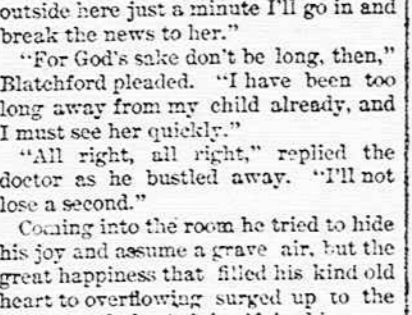 outside here just a minute I'll go in and
break the news to her."
"For God's sake don't be long, then,"
Blatchford pleaded. "I have been too
long away from my child already, and
I must see her quickly."
"All right, all right," replied the
doctor as he bustled away. "I'll not
lose a second."
Coming into the room he tried to hide
his joy and assume a grave air, but the
great happiness that filled his kind old
heart to overflowing surged up to the